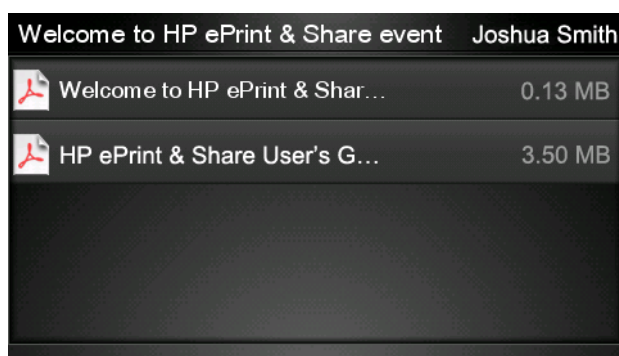 Welcome to HP ePrint & Share event Joshua Smith
Welcome to HP ePrint & Shar... 0.13 MB
HP ePrint & Share User's G... 3.50 MB